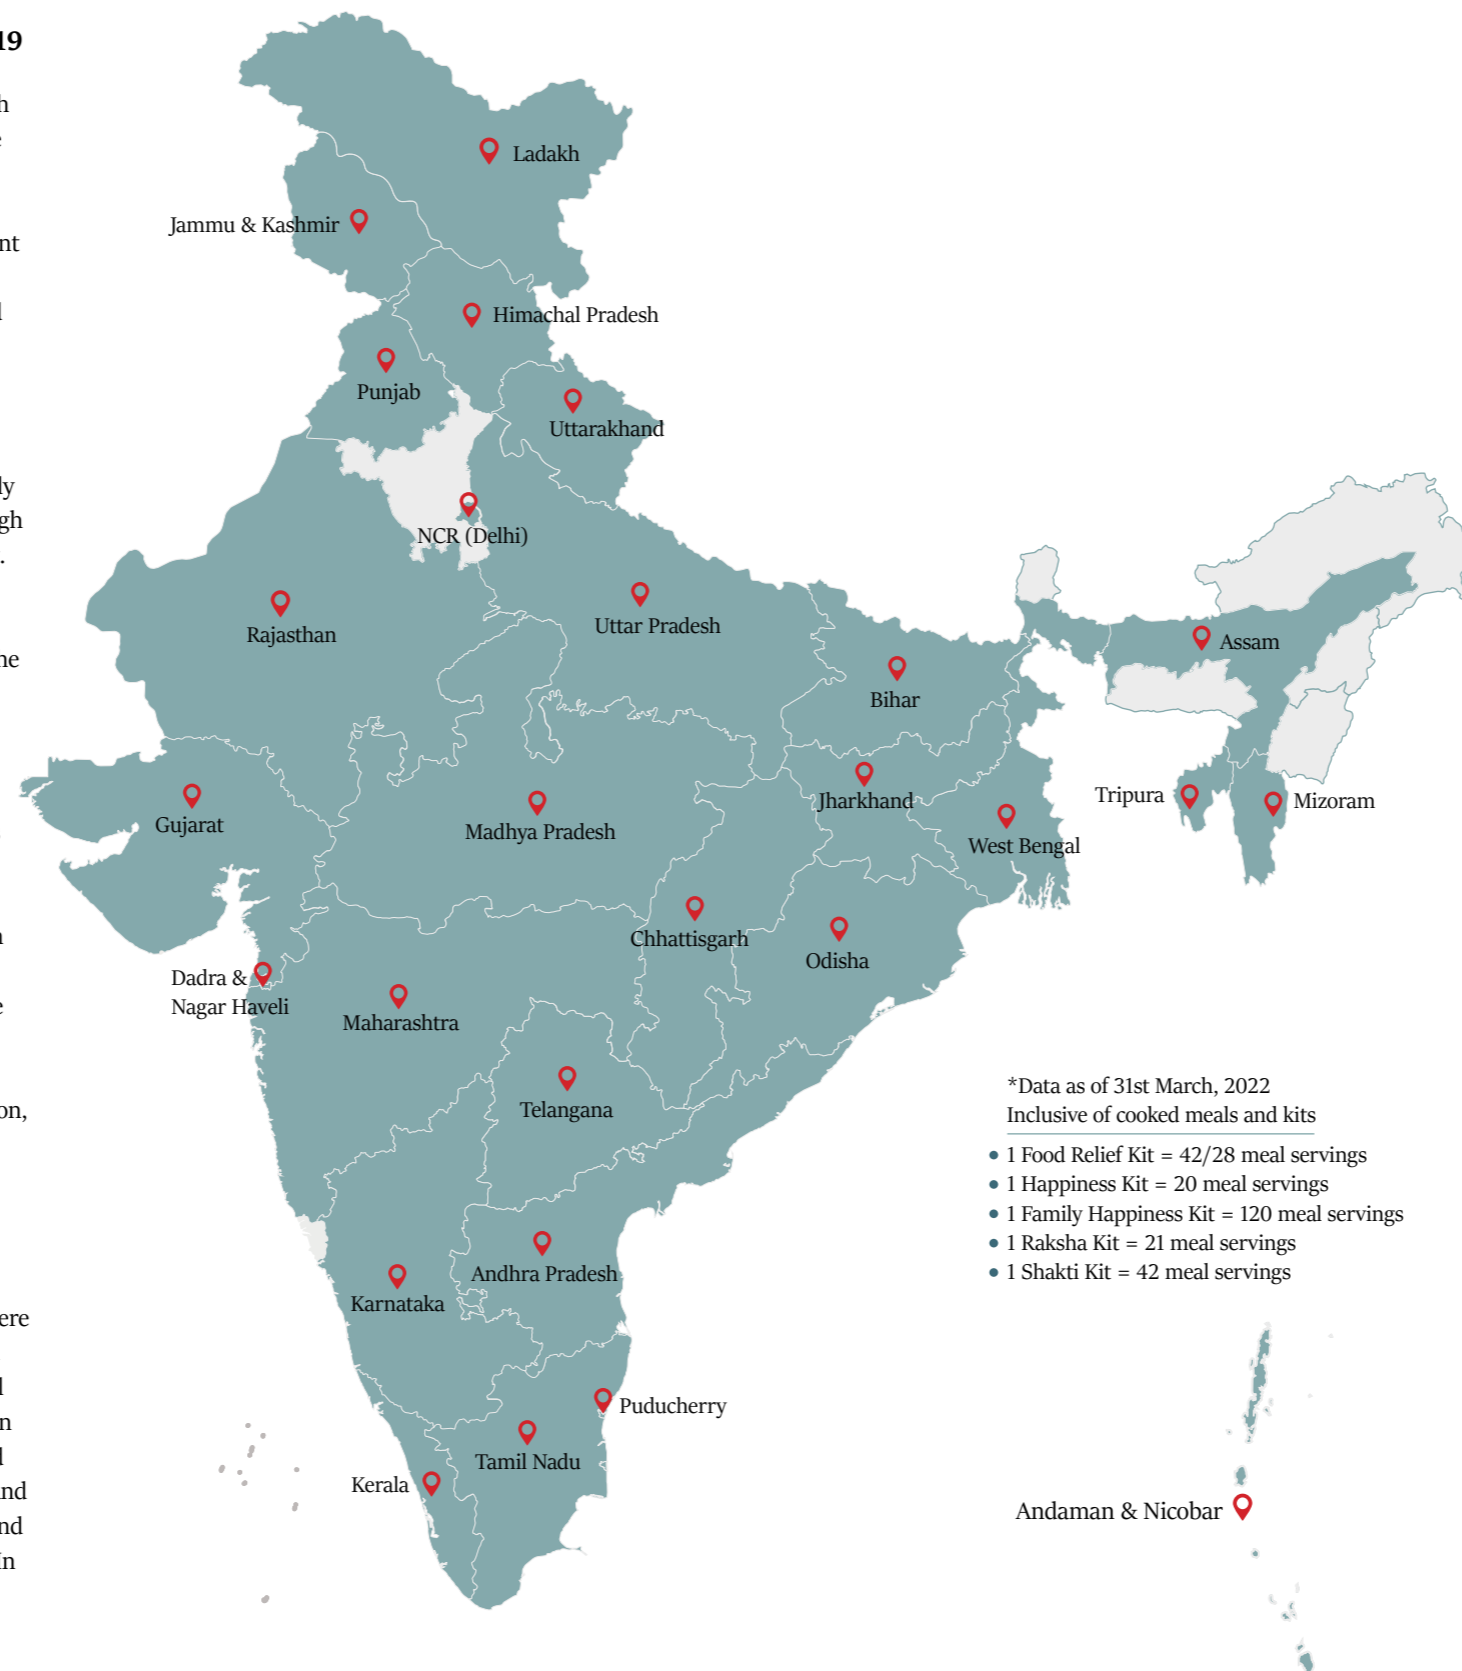 19
Ladakh
Jammu & Kashmir
Himachal Pradesh
Punjab
Uttarakhand
NCR (Delhi)
Rajasthan
Uttar Pradesh
Assam
Bihar
Tripura
Mizoram
Gujarat
Madhya Pradesh
Jharkhand
West Bengal
Chhattisgarh
Odisha
Dadra &
Nagar Haveli
Maharashtra
Telangana
*Data as of 31st March, 2022
Inclusive of cooked meals and kits
• 1 Food Relief Kit = 42/28 meal servings
• 1 Happiness Kit = 20 meal servings
• 1 Family Happiness Kit = 120 meal servings
• 1 Raksha Kit = 21 meal servings
• 1 Shakti Kit = 42 meal servings
Andhra Pradesh
Karnataka
Puducherry
Tamil Nadu
Kerala
Andaman & Nicobar